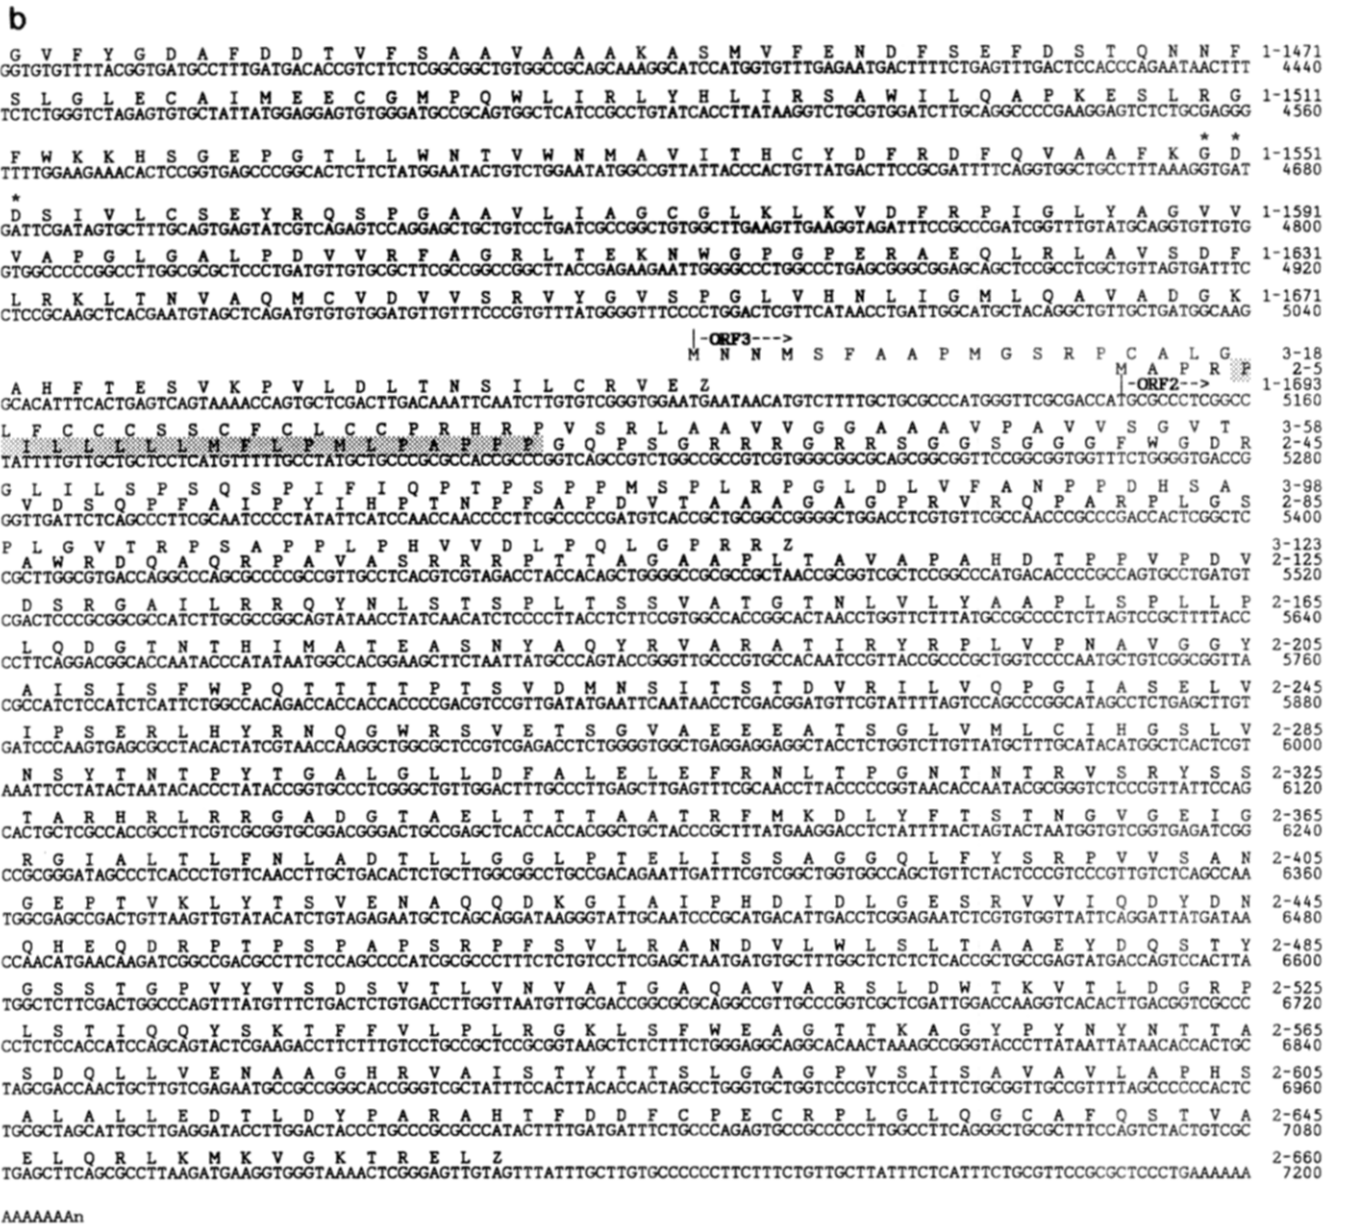 b
G V F Y G D A F D D T V F S A A V A A A K A S M V F E N D F S E F D S T Q N N F 1-1471
GGTGTGTTTTACGGTGATGCCTTTGATGACACCGTCTTCTCGGCGGCTGTGGCCGCAGCAAAGGCATCCATGGTGTTTGAGAATGACTTTTCTGAGTTTGACTCCACCCAGAATAACTTT 4440
S L G L E C A I M E E C G M P Q W L I R L Y H L I R S A W I L Q A P K E S L R G 1-1511
TCTCTGGGTCTAGAGTGTGCTATTATGGAGGAGTGTGGGATGCCGCAGTGGCTCATCCGCCTGTATCACCTTATAAGGTCTGCGTGGATCTTGCAGGCCCCGAAGGAGTCTCTGCGAGGG 4560
* *
F W K K H S G E P G T L L W N T V W N M A V I T H C Y D F R D F Q V A A F K G D 1-1551
TTTTGGAAGAAACACTCCGGTGAGCCCGGCACTCTTCTATGGAATACTGTCTGGAATATGGCCGTTATTACCCACTGTTATGACTTCCGCGATTTTCAGGTGGCTGCCTTTAAAGGTGAT 4680
*
D S I V L C S E Y R Q S P G A A V L I A G C G L K L K V D F R P I G L Y A G V V 1-1591
GATTCGATAGTGCTTTGCAGTGAGTATCGTCAGAGTCCAGGAGCTGCTGTCCTGATCGCCGGCTGTGGCTTGAAGTTGAAGGTAGATTTCCGCCCGATCGGTTTGTATGCAGGTGTTGTG 4800
V A P G L G A L P D V V R F A G R L T E K N W G P G P E R A E Q L R L A V S D F 1-1631
GTGGCCCCCGGCCTTGGCGCGCTCCCTGATGTTGTGCGCTTCGCCGGCCGGCTTACCGAGAAGAATTGGGGCCCTGGCCCTGAGCGGGCGGAGCAGCTCCGCCTCGCTGTTAGTGATTTC 4920
L R K L T N V A Q M C V D V V S R V Y G V S P G L V H N L I G M L Q A V A D G K 1-1671
CTCCGCAAGCTCACGAATGTAGCTCAGATGTGTGTGGATGTTGTTTCCCGTGTTTATGGGGTTTCCCCTGGACTCGTTCATAACCTGATTGGCATGCTACAGGCTGTTGCTGATGGCAAG 5040
|-ORF3--->
M N N M S F A A P M G S R P C A L G 3-18
M A P R P 2-5
A H F T E S V K P V L D L T N S I L C R V E Z |-ORF2--> 1-1693
GCACATTTCACTGAGTCAGTAAAACCAGTGCTCGACTTGACAAATTCAATCTTGTGTCGGGTGGAATGAATAACATGTCTTTTGCTGCGCCCATGGGTTCGCGACCATGCGCCCTCGGCC 5160
L F C C C S S C F C L C C P R H R P V S R L A A V V G G A A A V P A V V S G V T 3-58
I L L L L L M F L P M L P A P P P G Q P S G R R R G R R S G G S G G G F W G D R 2-45
TATTTTGTTGCTGCTCCTCATGTTTTTGCCTATGCTGCCCGCGCCACCGCCCGGTCAGCCGTCTGGCCGCCGTCGTGGGCGGCGCAGCGGCGGTTCCGGCGGTGGTTTCTGGGGTGACCG 5280
G L I L S P S Q S P I F I Q P T P S P P M S P L R P G L D L V F A N P P D H S A 3-98
V D S Q P F A I P Y I H P T N P F A P D V T A A A G A G P R V R Q P A R P L G S 2-85
GGTTGATTCTCAGCCCTTCGCAATCCCCTATATTCATCCAACCAACCCCTTCGCCCCCGATGTCACCGCTGCGGCCGGGGCTGGACCTCGTGTTCGCCAACCCGCCCGACCACTCGGCTC 5400
P L G V T R P S A P P L P H V V D L P Q L G P R R Z 3-123
A W R D Q A Q R P A V A S R R R P T T A G A A P L T A V A P A H D T P P V P D V 2-125
CGCTTGGCGTGACCAGGCCCAGCGCCCCGCCGTTGCCTCACGTCGTAGACCTACCACAGCTGGGGCCGCGCCGCTAACCGCGGTCGCTCCGGCCCATGACACCCCGCCAGTGCCTGATGT 5520
D S R G A I L R R Q Y N L S T S P L T S S V A T G T N L V L Y A A P L S P L L P 2-165
CGACTCCCGCGGCGCCATCTTGCGCCGGCAGTATAACCTATCAACATCTCCCCTTACCTCTTCCGTGGCCACCGGCACTAACCTGGTTCTTTATGCCGCCCCTCTTAGTCCGCTTTTACC 5640
L Q D G T N T H I M A T E A S N Y A Q Y R V A R A T I R Y R P L V P N A V G G Y 2-205
CCTTCAGGACGGCACCAATACCCATATAATGGCCACGGAAGCTTCTAATTATGCCCAGTACCGGGTTGCCCGTGCCACAATCCGTTACCGCCCGCTGGTCCCCAATGCTGTCGGCGGTTA 5760
A I S I S F W P Q T T T T P T S V D M N S I T S T D V R I L V Q P G I A S E L V 2-245
CGCCATCTCCATCTCATTCTGGCCACAGACCACCACCACCCCGACGTCCGTTGATATGAATTCAATAACCTCGACGGATGTTCGTATTTTAGTCCAGCCCGGCATAGCCTCTGAGCTTGT 5880
I P S E R L H Y R N Q G W R S V E T S G V A E E E A T S G L V M L C I H G S L V 2-285
GATCCCAAGTGAGCGCCTACACTATCGTAACCAAGGCTGGCGCTCCGTCGAGACCTCTGGGGTGGCTGAGGAGGAGGCTACCTCTGGTCTTGTTATGCTTTGCATACATGGCTCACTCGT 6000
N S Y T N T P Y T G A L G L L D F A L E L E F R N L T P G N T N T R V S R Y S S 2-325
AAATTCCTATACTAATACACCCTATACCGGTGCCCTCGGGCTGTTGGACTTTGCCCTTGAGCTTGAGTTTCGCAACCTTACCCCCGGTAACACCAATACGCGGGTCTCCCGTTATTCCAG 6120
T A R H R L R R G A D G T A E L T T T A A T R F M K D L Y F T S T N G V G E I G 2-365
CACTGCTCGCCACCGCCTTCGTCGCGGTGCGGACGGGACTGCCGAGCTCACCACCACGGCTGCTACCCGCTTTATGAAGGACCTCTATTTTACTAGTACTAATGGTGTCGGTGAGATCGG 6240
R G I A L T L F N L A D T L L G G L P T E L I S S A G G Q L F Y S R P V V S A N 2-405
CCGCGGGATAGCCCTCACCCTGTTCAACCTTGCTGACACTCTGCTTGGCGGCCTGCCGACAGAATTGATTTCGTCGGCTGGTGGCCAGCTGTTCTACTCCCGTCCCGTTGTCTCAGCCAA 6360
G E P T V K L Y T S V E N A Q Q D K G I A I P H D I D L G E S R V V I Q D Y D N 2-445
TGGCGAGCCGACTGTTAAGTTGTATACATCTGTAGAGAATGCTCAGCAGGATAAGGGTATTGCAATCCCGCATGACATTGACCTCGGAGAATCTCGTGTGGTTATTCAGGATTATGATAA 6480
Q H E Q D R P T P S P A P S R P F S V L R A N D V L W L S L T A A E Y D Q S T Y 2-485
CCAACATGAACAAGATCGGCCGACGCCTTCTCCAGCCCCATCGCGCCCTTTCTCTGTCCTTCGAGCTAATGATGTGCTTTGGCTCTCTCTCACCGCTGCCGAGTATGACCAGTCCACTTA 6600
G S S T G P V Y V S D S V T L V N V A T G A Q A V A R S L D W T K V T L D G R P 2-525
TGGCTCTTCGACTGGCCCAGTTTATGTTTCTGACTCTGTGACCTTGGTTAATGTTGCGACCGGCGCGCAGGCCGTTGCCCGGTCGCTCGATTGGACCAAGGTCACACTTGACGGTCGCCC 6720
L S T I Q Q Y S K T F F V L P L R G K L S F W E A G T T K A G Y P Y N Y N T T A 2-565
CCTCTCCACCATCCAGCAGTACTCGAAGACCTTCTTTGTCCTGCCGCTCCGCGGTAAGCTCTCTTTCTGGGAGGCAGGCACAACTAAAGCCGGGTACCCTTATAATTATAACACCACTGC 6840
S D Q L L V E N A A G H R V A I S T Y T T S L G A G P V S I S A V A V L A P H S 2-605
TAGCGACCAACTGCTTGTCGAGAATGCCGCCGGGCACCGGGTCGCTATTTCCACTTACACCACTAGCCTGGGTGCTGGTCCCGTCTCCATTTCTGCGGTTGCCGTTTTAGCCCCCCACTC 6960
A L A L L E D T L D Y P A R A H T F D D F C P E C R P L G L Q G C A F Q S T V A 2-645
TGCGCTAGCATTGCTTGAGGATACCTTGGACTACCCTGCCCGCGCCCATACTTTTGATGATTTCTGCCCAGAGTGCCGCCCCCTTGGCCTTCAGGGCTGCGCTTTCCAGTCTACTGTCGC 7080
E L Q R L K M K V G K T R E L Z 2-660
TGAGCTTCAGCGCCTTAAGATGAAGGTGGGTAAAACTCGGGAGTTGTAGTTTATTTGCTTGTGCCCCCCTTCTTTCTGTTGCTTATTTCTCATTTCTGCGTTCCGCGCTCCCTGAAAAAA 7200
AAAAAAAn